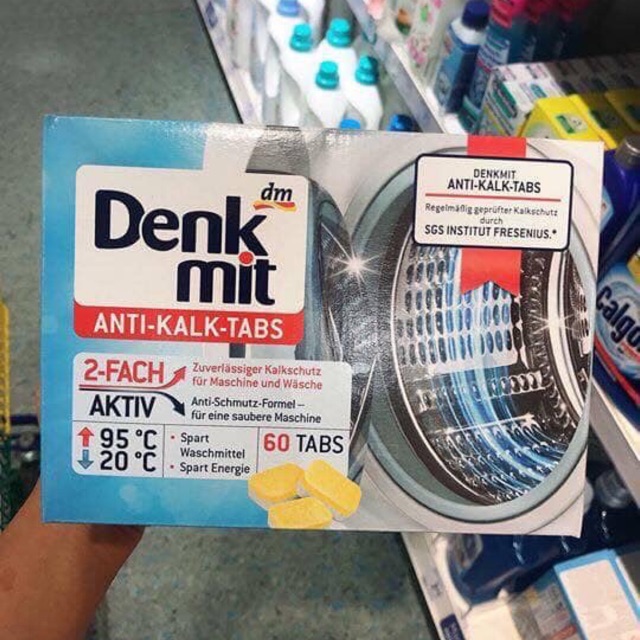 dm
Denk
mit
ANTI-KALK-TABS
DENKMIT
ANTI-KALK-TABS
Regelmäßig geprüfter Kalkschutz
durch
SGS INSTITUT FRESENIUS.*
2-FACH
AKTIV
Zuverlässiger Kalkschutz
für Maschine und Wäsche
Anti-Schmutz-Formel –
für eine saubere Maschine
95 °C
20 °C
• Spart
Waschmittel
• Spart Energie
60 TABS